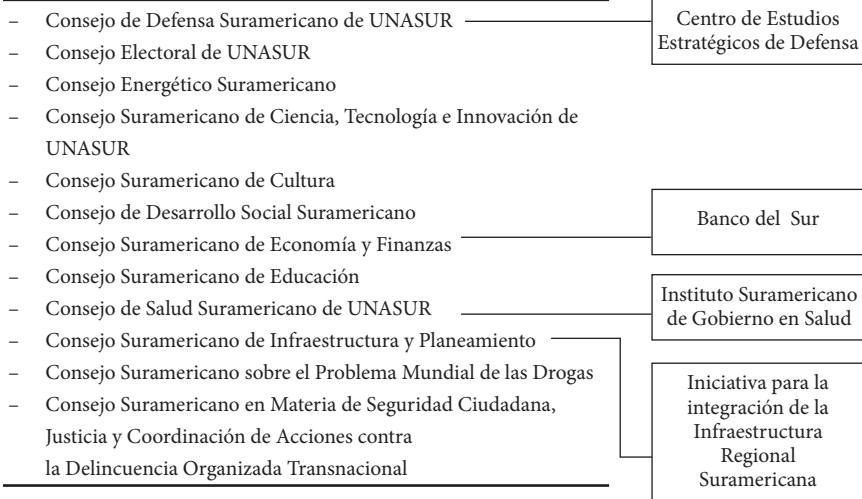 – Consejo de Defensa Suramericano de UNASUR
– Consejo Electoral de UNASUR
– Consejo Energético Suramericano
– Consejo Suramericano de Ciencia, Tecnología e Innovación de
UNASUR
– Consejo Suramericano de Cultura
– Consejo de Desarrollo Social Suramericano
– Consejo Suramericano de Economía y Finanzas
– Consejo Suramericano de Educación
– Consejo de Salud Suramericano de UNASUR
– Consejo Suramericano de Infraestructura y Planeamiento
– Consejo Suramericano sobre el Problema Mundial de las Drogas
– Consejo Suramericano en Materia de Seguridad Ciudadana,
Justicia y Coordinación de Acciones contra
la Delincuencia Organizada Transnacional
Centro de Estudios
Estratégicos de Defensa
Banco del Sur
Instituto Suramericano
de Gobierno en Salud
Iniciativa para la
integración de la
Infraestructura
Regional
Suramericana